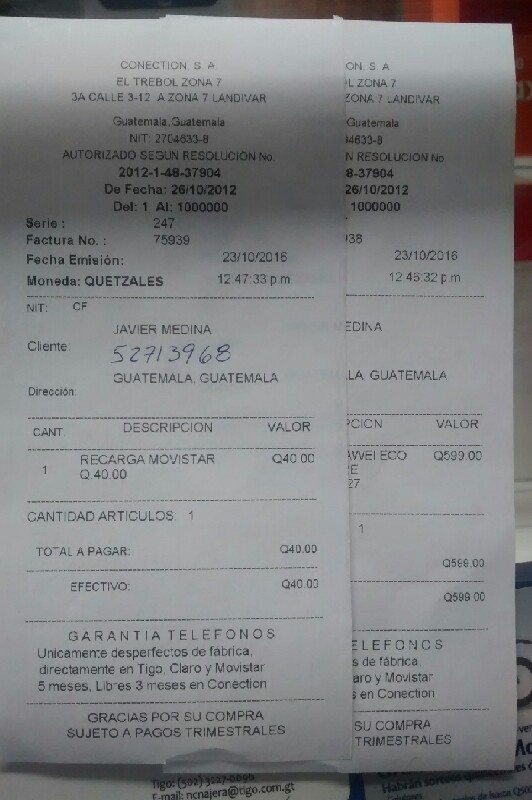 CONECTION S. A.
EL TREBOL ZONA 7
3A CALLE 3-12 A ZONA 7 LANDIVAR
Guatemala,Guatemala
NIT: 2704633-8
AUTORIZADO SEGUN RESOLUCION No.
2012-1-48-37904
De Fecha: 26/10/2012
Del: 1 Al: 1000000
Serie : 247
Factura No. : 75939
Fecha Emisión: 23/10/2016
Moneda: QUETZALES 12:47:33 p.m.
NIT: CF
JAVIER MEDINA
Cliente: 52713968
GUATEMALA, GUATEMALA
Dirección:
CANT. DESCRIPCION VALOR
1 RECARGA MOVISTAR Q40.00
Q.40.00
CANTIDAD ARTICULOS: 1
TOTAL A PAGAR: Q40.00
EFECTIVO: Q40.00
GARANTIA TELEFONOS
Unicamente desperfectos de fábrica,
directamente en Tigo, Claro y Movistar
5 meses, Libres 3 meses en Conection
GRACIAS POR SU COMPRA
SUJETO A PAGOS TRIMESTRALES
ON. S. A.
OL ZONA 7
ZONA 7 LANDIVAR
Guatemala
4633-8
N RESOLUCION No
8-37904
26/10/2012
1000000
938
23/10/2016
12:46:32 p.m.
EDINA
LA, GUATEMALA
PCION VALOR
AWEI ECO Q599.00
E
27
1
Q599.00
Q599.00
ELEFONOS
s de fábrica,
aro y Movistar
s en Conection
SU COMPRA
TRIMESTRALES
Tigo: (502) 3227-0096
E-mail: ncnajera@tigo.com.gt
Habrán sorteos